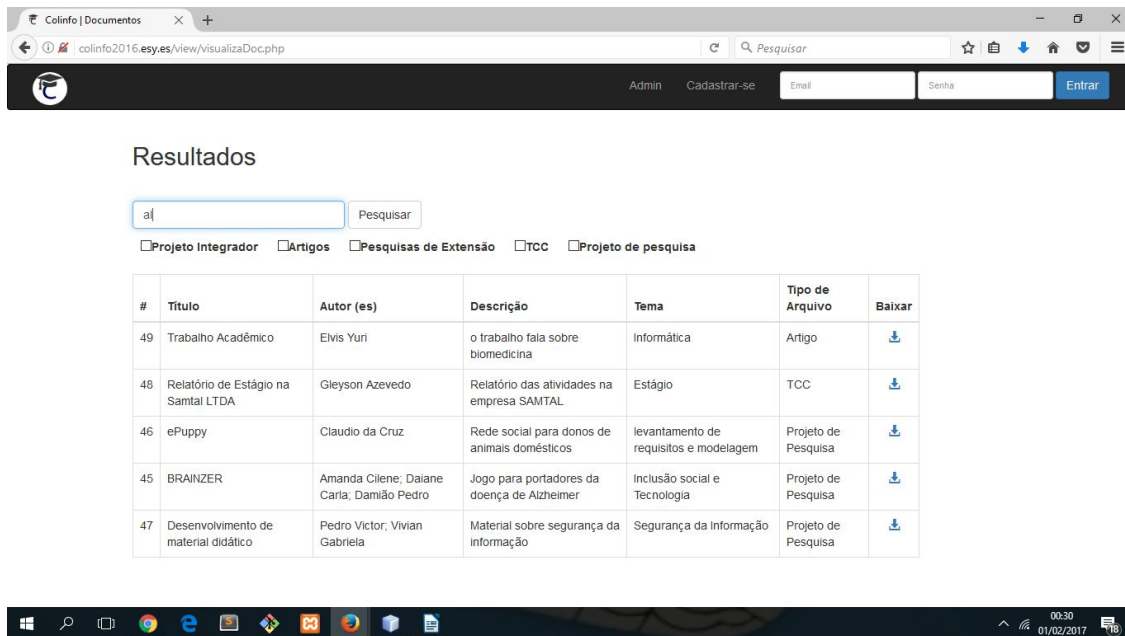 Colinfo | Documentos
colinfo2016.esy.es/view/visualizaDoc.php
Pesquisar
Admin Cadastrar-se Email Senha Entrar
Resultados
al Pesquisar
Projeto Integrador Artigos Pesquisas de Extensão TCC Projeto de pesquisa
# Título Autor (es) Descrição Tema Tipo de Arquivo Baixar
49 Trabalho Acadêmico Elvis Yuri o trabalho fala sobre biomedicina Informática Artigo
48 Relatório de Estágio na Samtal LTDA Gleyson Azevedo Relatório das atividades na empresa SAMTAL Estágio TCC
46 ePuppy Claudio da Cruz Rede social para donos de animais domésticos levantamento de requisitos e modelagem Projeto de Pesquisa
45 BRAINZER Amanda Cilene; Daiane Carla; Damião Pedro Jogo para portadores da doença de Alzheimer Inclusão social e Tecnologia Projeto de Pesquisa
47 Desenvolvimento de material didático Pedro Victor; Vivian Gabriela Material sobre segurança da informação Segurança da Informação Projeto de Pesquisa
00:30
01/02/2017
18